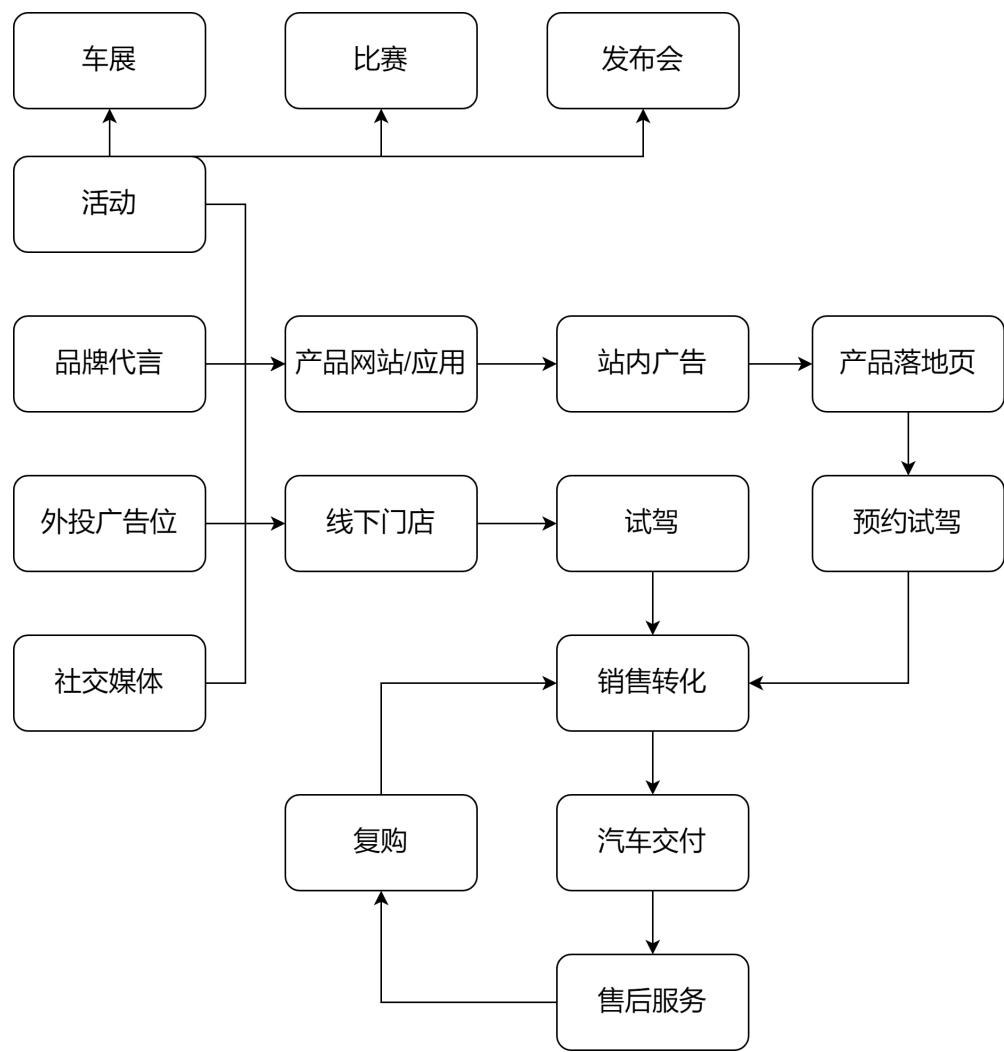 车展
比赛
发布会
活动
品牌代言
产品网站/应用
站内广告
产品落地页
外投广告位
线下门店
试驾
预约试驾
社交媒体
销售转化
复购
汽车交付
售后服务